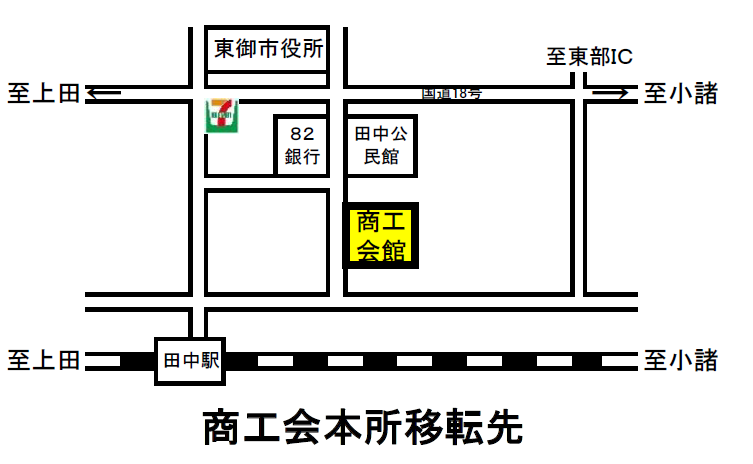 東御市役所
至東部IC
至上田←
国道18号
→ 至小諸
82
銀行
田中公
民館
商工
会館
至上田
田中駅
至小諸
商工会本所移転先